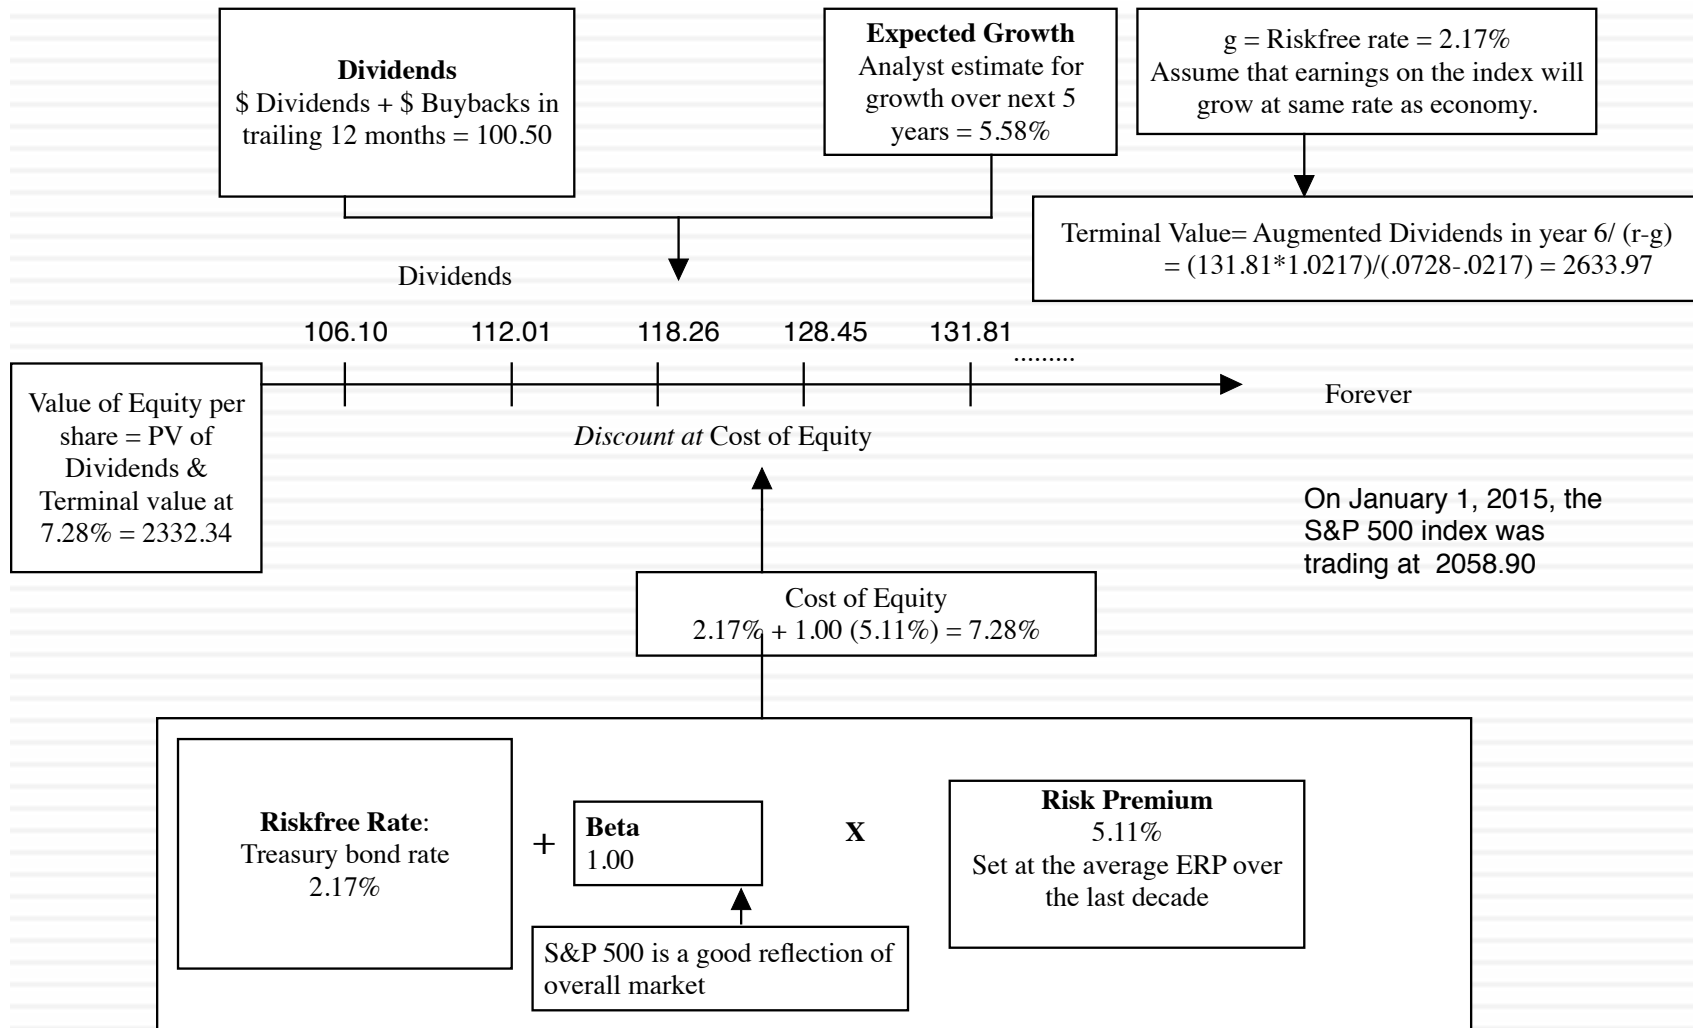 Dividends
$ Dividends + $ Buybacks in
trailing 12 months = 100.50
Expected Growth
Analyst estimate for
growth over next 5
years = 5.58%
g = Riskfree rate = 2.17%
Assume that earnings on the index will
grow at same rate as economy.
Terminal Value= Augmented Dividends in year 6/ (r-g)
= (131.81*1.0217)/(.0728-.0217) = 2633.97
Dividends
106.10 112.01 118.26 128.45 131.81
.........
Forever
Value of Equity per
share = PV of
Dividends &
Terminal value at
7.28% = 2332.34
Discount at Cost of Equity
On January 1, 2015, the
S&P 500 index was
trading at 2058.90
Cost of Equity
2.17% + 1.00 (5.11%) = 7.28%
Riskfree Rate:
Treasury bond rate
2.17%
+
Beta
1.00
X
Risk Premium
5.11%
Set at the average ERP over
the last decade
S&P 500 is a good reflection of
overall market